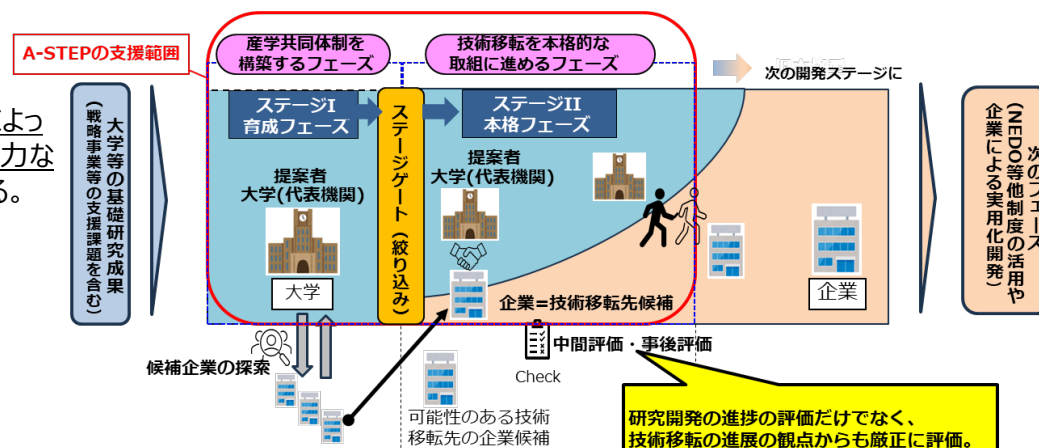 A-STEPの支援範囲
産学共同体制を
構築するフェーズ
技術移転を本格的な
取組に進めるフェーズ
次の開発ステージに
よっ
力な
る。
大学等の基礎研究成果
(戦略事業等の支援課題を含む)
ステージI
育成フェーズ
提案者
大学(代表機関)
大学
ステージゲート(絞り込み)
ステージII
本格フェーズ
提案者
大学(代表機関)
企業=技術移転先候補
企業
次のフェーズ
(NEDO等他制度の活用や
企業による実用化開発)
候補企業の探索
中間評価・事後評価
Check
可能性のある技術
移転先の企業候補
研究開発の進捗の評価だけでなく、
技術移転の進展の観点からも厳正に評価。